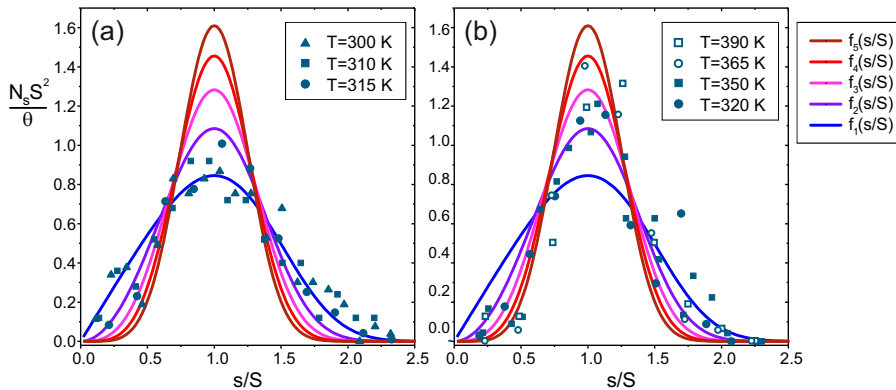 (a)
T=300 K
T=310 K
T=315 K
N_sS^2
θ
1.6
1.4
1.2
1.0
0.8
0.6
0.4
0.2
0.0
0.0 0.5 1.0 1.5 2.0 2.5
s/S
(b)
T=390 K
T=365 K
T=350 K
T=320 K
1.6
1.4
1.2
1.0
0.8
0.6
0.4
0.2
0.0
0.0 0.5 1.0 1.5 2.0 2.5
s/S
f_5(s/S)
f_4(s/S)
f_3(s/S)
f_2(s/S)
f_1(s/S)